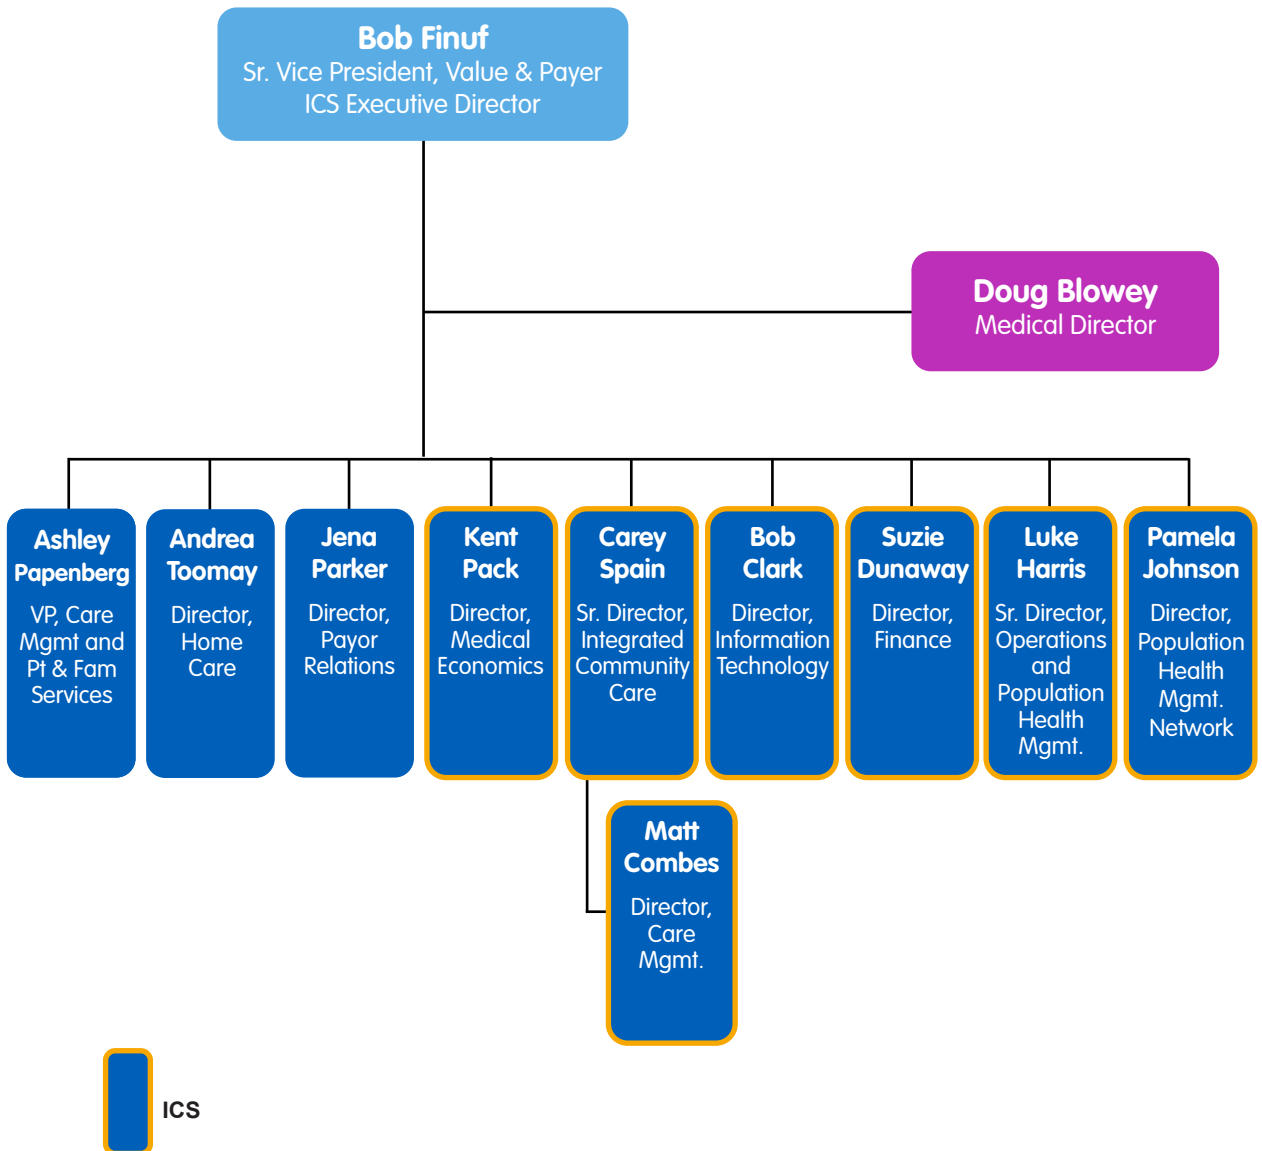 Bob Finuf
Sr. Vice President, Value & Payer
ICS Executive Director
Doug Blowey
Medical Director
Ashley
Papenberg
VP, Care
Mgmt and
Pt & Fam
Services
Andrea
Toomay
Director,
Home
Care
Jena
Parker
Director,
Payor
Relations
Kent
Pack
Director,
Medical
Economics
Carey
Spain
Sr. Director,
Integrated
Community
Care
Bob
Clark
Director,
Information
Technology
Suzie
Dunaway
Director,
Finance
Luke
Harris
Sr. Director,
Operations
and
Population
Health
Mgmt.
Pamela
Johnson
Director,
Population
Health
Mgmt.
Network
Matt
Combes
Director,
Care
Mgmt.
ICS